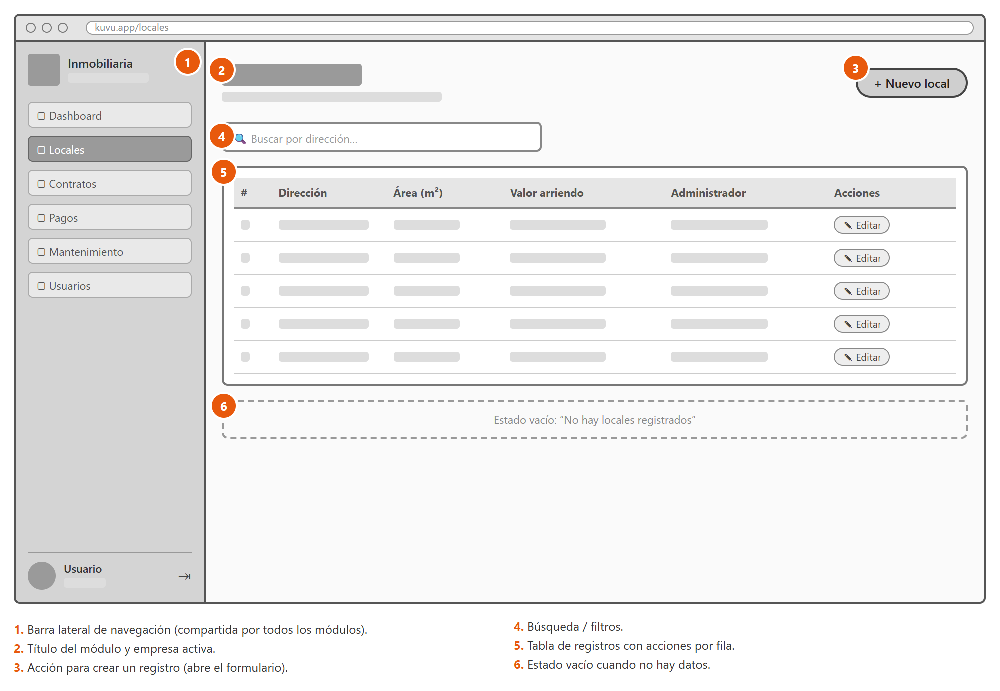 kuvu.app/locales
Inmobiliaria
1
Dashboard
Locales
Contratos
Pagos
Mantenimiento
Usuarios
Usuario
2
3
+ Nuevo local
4
Buscar por dirección...
5
# Dirección Área (m²) Valor arriendo Administrador Acciones
Editar
Editar
Editar
Editar
Editar
6
Estado vacío: “No hay locales registrados”
1. Barra lateral de navegación (compartida por todos los módulos).
2. Título del módulo y empresa activa.
3. Acción para crear un registro (abre el formulario).
4. Búsqueda / filtros.
5. Tabla de registros con acciones por fila.
6. Estado vacío cuando no hay datos.